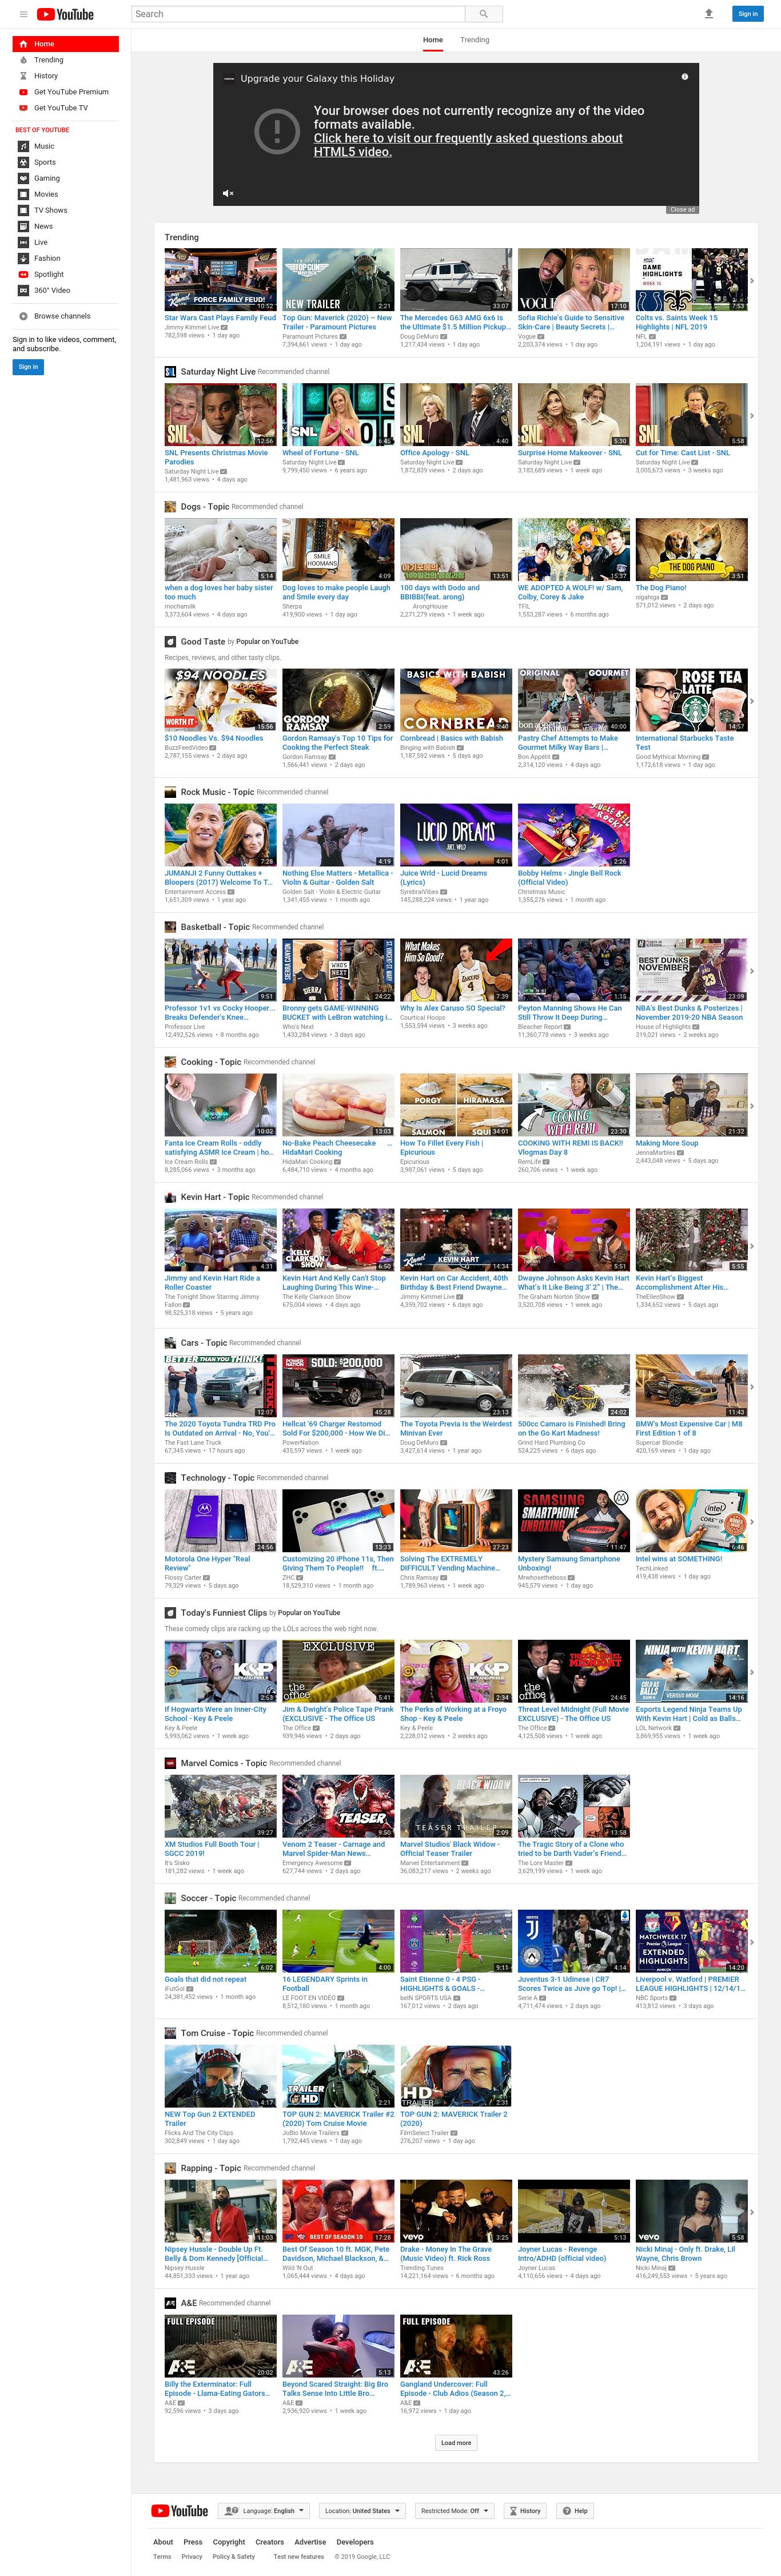 YouTube
Search
Sign in
Home
Trending
Home
Trending
History
Get YouTube Premium
Get YouTube TV
BEST OF YOUTUBE
Music
Sports
Gaming
Movies
TV Shows
News
Live
Fashion
Spotlight
360° Video
Browse channels
Sign in to like videos, comment,
and subscribe.
Sign in
Upgrade your Galaxy this Holiday
Your browser does not currently recognize any of the video
formats available.
Click here to visit our frequently asked questions about
HTML5 video.
Close ad
Trending
Star Wars Cast Plays Family Feud
Jimmy Kimmel Live
782,598 views • 1 day ago
Top Gun: Maverick (2020) – New
Trailer - Paramount Pictures
Paramount Pictures
7,394,661 views • 1 day ago
The Mercedes G63 AMG 6x6 Is
the Ultimate $1.5 Million Pickup...
Doug DeMuro
1,217,434 views • 1 day ago
Sofia Richie's Guide to Sensitive
Skin-Care | Beauty Secrets |...
Vogue
2,203,374 views • 1 day ago
Colts vs. Saints Week 15
Highlights | NFL 2019
NFL
1,204,191 views • 1 day ago
Saturday Night Live Recommended channel
SNL Presents Christmas Movie
Parodies
Saturday Night Live
1,481,963 views • 4 days ago
Wheel of Fortune - SNL
Saturday Night Live
9,799,450 views • 6 years ago
Office Apology - SNL
Saturday Night Live
1,872,839 views • 2 days ago
Surprise Home Makeover - SNL
Saturday Night Live
3,183,689 views • 1 week ago
Cut for Time: Cast List - SNL
Saturday Night Live
3,005,673 views • 3 weeks ago
Dogs - Topic Recommended channel
when a dog loves her baby sister
too much
mochamilk
3,373,604 views • 4 days ago
Dog loves to make people Laugh
and Smile every day
Sherpa
419,900 views • 1 day ago
100 days with Dodo and
BBIBBI(feat. arong)
ArongHouse
2,271,279 views • 1 week ago
WE ADOPTED A WOLF! w/ Sam,
Colby, Corey & Jake
TFIL
1,553,287 views • 6 months ago
The Dog Piano!
nigahiga
571,012 views • 2 days ago
Good Taste by Popular on YouTube
Recipes, reviews, and other tasty clips.
$10 Noodles Vs. $94 Noodles
BuzzFeedVideo
2,787,155 views • 2 days ago
Gordon Ramsay's Top 10 Tips for
Cooking the Perfect Steak
Gordon Ramsay
1,566,441 views • 2 days ago
Cornbread | Basics with Babish
Binging with Babish
1,187,592 views • 5 days ago
Pastry Chef Attempts to Make
Gourmet Milky Way Bars |...
Bon Appétit
2,314,120 views • 4 days ago
International Starbucks Taste
Test
Good Mythical Morning
1,172,618 views • 1 day ago
Rock Music - Topic Recommended channel
JUMANJI 2 Funny Outtakes +
Bloopers (2017) Welcome To T...
Entertainment Access
1,651,309 views • 1 year ago
Nothing Else Matters - Metallica -
Violin & Guitar - Golden Salt
Golden Salt - Violin & Electric Guitar
1,341,455 views • 1 month ago
Juice Wrld - Lucid Dreams
(Lyrics)
SyrebralVibes
145,288,224 views • 1 year ago
Bobby Helms - Jingle Bell Rock
(Official Video)
Christmas Music
1,355,276 views • 1 month ago
Basketball - Topic Recommended channel
Professor 1v1 vs Cocky Hooper...
Breaks Defender's Knee...
Professor Live
12,492,526 views • 8 months ago
Bronny gets GAME-WINNING
BUCKET with LeBron watching i...
Who's Next
1,433,284 views • 3 days ago
Why Is Alex Caruso SO Special?
Courtical Hoops
1,553,594 views • 3 weeks ago
Peyton Manning Shows He Can
Still Throw It Deep During...
Bleacher Report
11,360,778 views • 3 weeks ago
NBA's Best Dunks & Posterizes |
November 2019-20 NBA Season
House of Highlights
319,021 views • 2 weeks ago
Cooking - Topic Recommended channel
Fanta Ice Cream Rolls - oddly
satisfying ASMR Ice Cream | ho...
Ice Cream Rolls
8,285,066 views • 3 months ago
No-Bake Peach Cheesecake ...
HidaMari Cooking
HidaMari Cooking
6,484,710 views • 4 months ago
How To Fillet Every Fish |
Epicurious
Epicurious
3,987,061 views • 5 days ago
COOKING WITH REMI IS BACK!!
Vlogmas Day 8
RemLife
260,706 views • 1 week ago
Making More Soup
JennaMarbles
2,443,048 views • 5 days ago
Kevin Hart - Topic Recommended channel
Jimmy and Kevin Hart Ride a
Roller Coaster
The Tonight Show Starring Jimmy
Fallon
98,525,318 views • 5 years ago
Kevin Hart And Kelly Can't Stop
Laughing During This Wine-...
The Kelly Clarkson Show
675,004 views • 4 days ago
Kevin Hart on Car Accident, 40th
Birthday & Best Friend Dwayne...
Jimmy Kimmel Live
4,359,702 views • 6 days ago
Dwayne Johnson Asks Kevin Hart
What's It Like Being 3' 2" | The...
The Graham Norton Show
3,520,708 views • 1 week ago
Kevin Hart's Biggest
Accomplishment After His...
TheEllenShow
1,334,652 views • 5 days ago
Cars - Topic Recommended channel
The 2020 Toyota Tundra TRD Pro
Is Outdated on Arrival - No, You'...
The Fast Lane Truck
67,345 views • 17 hours ago
Hellcat '69 Charger Restomod
Sold For $200,000 - How We Di...
PowerNation
435,597 views • 1 week ago
The Toyota Previa Is the Weirdest
Minivan Ever
Doug DeMuro
3,427,614 views • 1 year ago
500cc Camaro is Finished! Bring
on the Go Kart Madness!
Grind Hard Plumbing Co
524,225 views • 6 days ago
BMW's Most Expensive Car | M8
First Edition 1 of 8
Supercar Blondie
420,169 views • 1 day ago
Technology - Topic Recommended channel
Motorola One Hyper "Real
Review"
Flossy Carter
79,329 views • 5 days ago
Customizing 20 iPhone 11s, Then
Giving Them To People!! ft....
ZHC
18,529,310 views • 1 month ago
Solving The EXTREMELY
DIFFICULT Vending Machine...
Chris Ramsay
1,789,963 views • 1 week ago
Mystery Samsung Smartphone
Unboxing!
Mrwhosetheboss
945,579 views • 1 day ago
Intel wins at SOMETHING!
TechLinked
419,438 views • 1 day ago
Today's Funniest Clips by Popular on YouTube
These comedy clips are racking up the LOLs across the web right now.
If Hogwarts Were an Inner-City
School - Key & Peele
Key & Peele
5,993,062 views • 1 week ago
Jim & Dwight's Police Tape Prank
(EXCLUSIVE - The Office US
The Office
939,946 views • 2 days ago
The Perks of Working at a Froyo
Shop - Key & Peele
Key & Peele
2,228,012 views • 2 weeks ago
Threat Level Midnight (Full Movie
EXCLUSIVE) - The Office US
The Office
4,125,508 views • 1 week ago
Esports Legend Ninja Teams Up
With Kevin Hart | Cold as Balls...
LOL Network
3,869,955 views • 1 week ago
Marvel Comics - Topic Recommended channel
XM Studios Full Booth Tour |
SGCC 2019!
It's Sisko
181,282 views • 1 week ago
Venom 2 Teaser - Carnage and
Marvel Spider-Man News...
Emergency Awesome
627,744 views • 2 days ago
Marvel Studios' Black Widow -
Official Teaser Trailer
Marvel Entertainment
36,083,217 views • 2 weeks ago
The Tragic Story of a Clone who
tried to be Darth Vader's Friend...
The Lore Master
3,629,199 views • 1 week ago
Soccer - Topic Recommended channel
Goals that did not repeat
iFutGol
24,381,452 views • 1 month ago
16 LEGENDARY Sprints in
Football
LE FOOT EN VIDÉO
8,512,180 views • 1 month ago
Saint Etienne 0 - 4 PSG -
HIGHLIGHTS & GOALS -...
beIN SPORTS USA
167,012 views • 2 days ago
Juventus 3-1 Udinese | CR7
Scores Twice as Juve go Top! |...
Serie A
4,711,474 views • 2 days ago
Liverpool v. Watford | PREMIER
LEAGUE HIGHLIGHTS | 12/14/1...
NBC Sports
413,812 views • 3 days ago
Tom Cruise - Topic Recommended channel
NEW Top Gun 2 EXTENDED
Trailer
Flicks And The City Clips
302,849 views • 1 day ago
TOP GUN 2: MAVERICK Trailer #2
(2020) Tom Cruise Movie
JoBlo Movie Trailers
1,792,445 views • 1 day ago
TOP GUN 2: MAVERICK Trailer 2
(2020)
FilmSelect Trailer
276,207 views • 1 day ago
Rapping - Topic Recommended channel
Nipsey Hussle - Double Up Ft.
Belly & Dom Kennedy [Official...
Nipsey Hussle
44,851,333 views • 1 year ago
Best Of Season 10 ft. MGK, Pete
Davidson, Michael Blackson, &...
Wild 'N Out
1,065,444 views • 4 days ago
Drake - Money In The Grave
(Music Video) ft. Rick Ross
Trending Tunes
14,221,164 views • 6 months ago
Joyner Lucas - Revenge
Intro/ADHD (official video)
Joyner Lucas
4,110,656 views • 4 days ago
Nicki Minaj - Only ft. Drake, Lil
Wayne, Chris Brown
Nicki Minaj
416,249,553 views • 5 years ago
A&E Recommended channel
Billy the Exterminator: Full
Episode - Llama-Eating Gators...
A&E
92,596 views • 3 days ago
Beyond Scared Straight: Big Bro
Talks Sense Into Little Bro...
A&E
2,936,920 views • 1 week ago
Gangland Undercover: Full
Episode - Club Adios (Season 2,...
A&E
16,972 views • 1 day ago
Load more
YouTube
Language: English
Location: United States
Restricted Mode: Off
History
Help
About Press Copyright Creators Advertise Developers
Terms Privacy Policy & Safety Test new features © 2019 Google, LLC